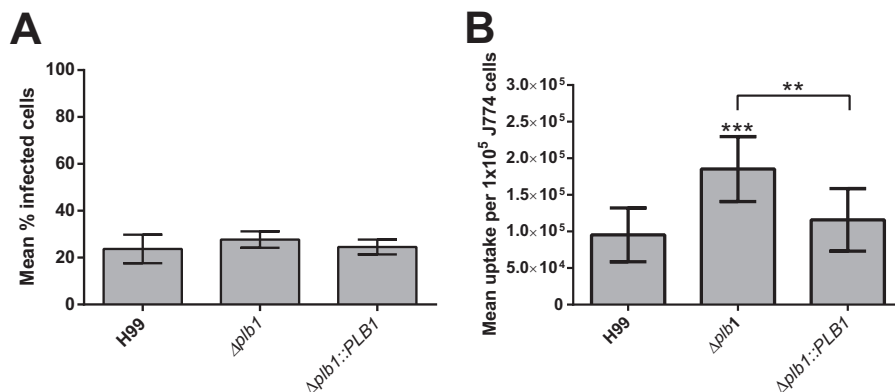 A
Mean % infected cells
100
80
60
40
20
0
H99
Δplb1
Δplb1::PLB1
B
Mean uptake per 1x10⁵ J774 cells
3.0×10⁵
2.5×10⁵
2.0×10⁵
1.5×10⁵
1.0×10⁵
5.0×10⁴
0
**
***
H99
Δplb1
Δplb1::PLB1